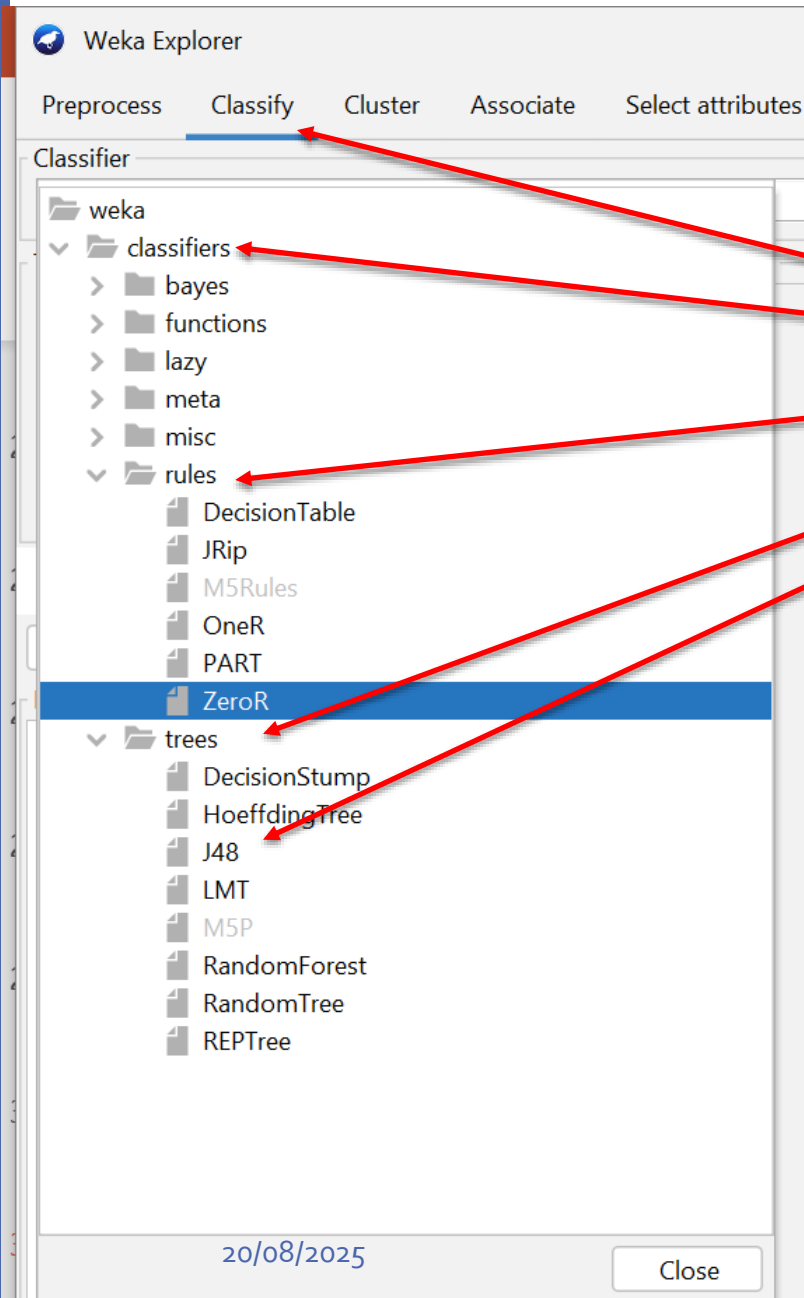 Weka Explorer
Preprocess Classify Cluster Associate Select attributes
Classifier
weka
classifiers
bayes
functions
lazy
meta
misc
rules
DecisionTable
JRip
M5Rules
OneR
PART
ZeroR
trees
DecisionStump
HoeffdingTree
J48
LMT
M5P
RandomForest
RandomTree
REPTree
20/08/2025
Close